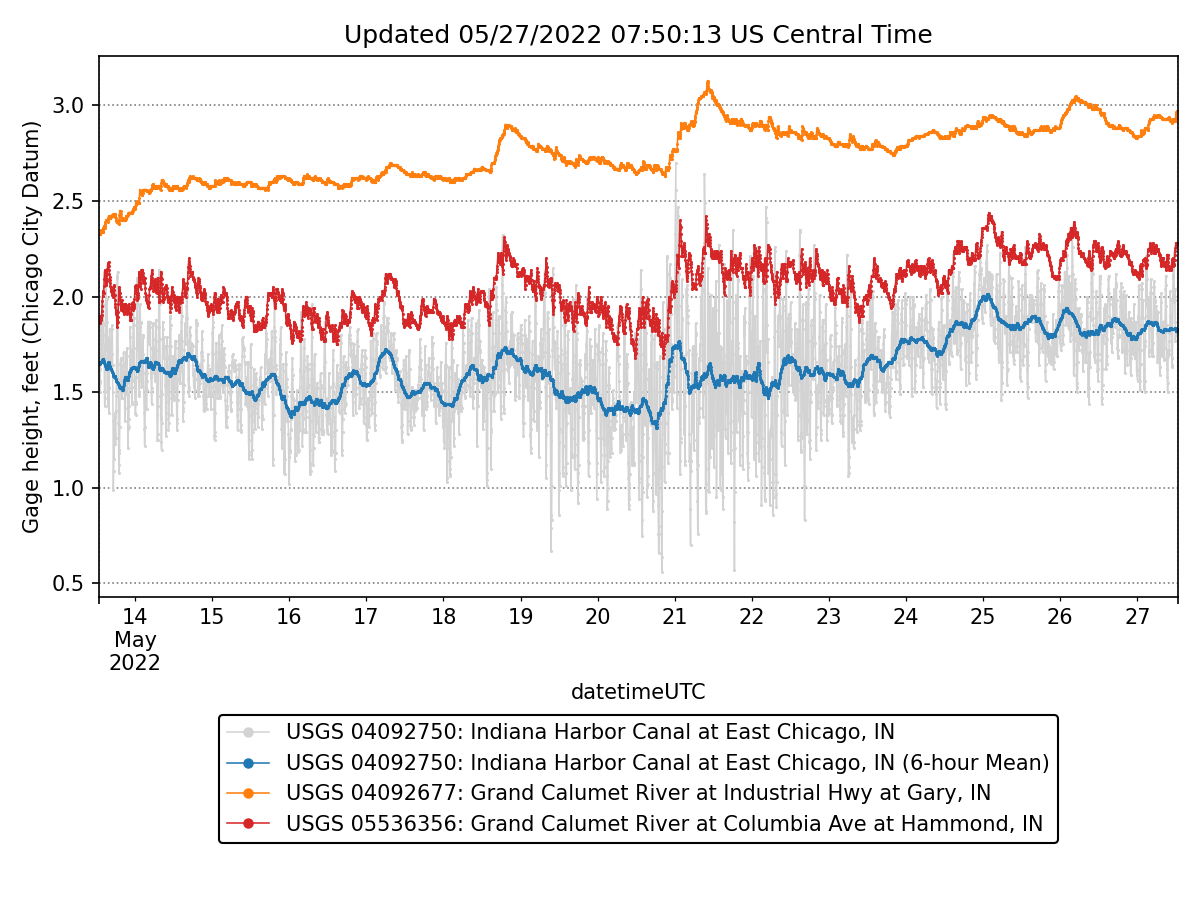 Updated 05/27/2022 07:50:13 US Central Time
Gage height, feet (Chicago City Datum)
3.0
2.5
2.0
1.5
1.0
0.5
14 15 16 17 18 19 20 21 22 23 24 25 26 27
May
2022
datetimeUTC
USGS 04092750: Indiana Harbor Canal at East Chicago, IN
USGS 04092750: Indiana Harbor Canal at East Chicago, IN (6-hour Mean)
USGS 04092677: Grand Calumet River at Industrial Hwy at Gary, IN
USGS 05536356: Grand Calumet River at Columbia Ave at Hammond, IN